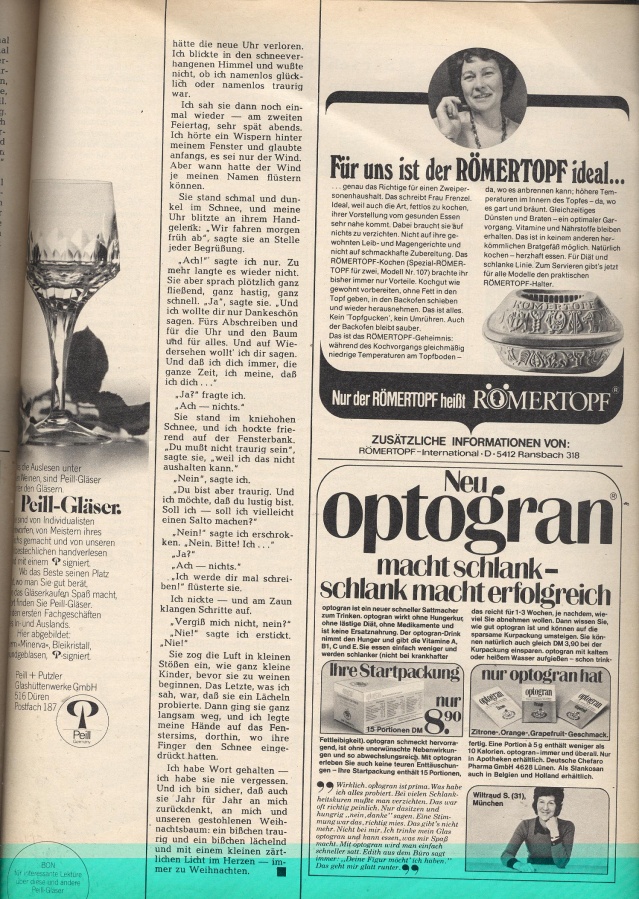 hätte die neue Uhr verloren.
Ich blickte in den schneever-
hangenen Himmel und wußte
nicht, ob ich namenlos glück-
lich oder namenlos traurig
war.
Ich sah sie dann noch ein-
mal wieder — am zweiten
Feiertag, sehr spät abends.
Ich hörte ein Wispern hinter
meinem Fenster und glaubte
anfangs, es sei nur der Wind.
Aber wann hatte der Wind
je meinen Namen flüstern
können.
Sie stand schmal und dun-
kel im Schnee, und meine
Uhr blitzte an ihrem Hand-
gelenk: „Wir fahren morgen
früh ab", sagte sie an Stelle
jeder Begrüßung.
„Ach!" sagte ich nur. Zu
mehr langte es wieder nicht.
Sie aber sprach plötzlich ganz
fließend, ganz hastig, ganz
schnell. „Ja", sagte sie. „Und
ich wollte dir nur Dankeschön
sagen. Fürs Abschreiben und
für die Uhr und den Baum
und für alles. Und auf Wie-
dersehen wollt' ich dir sagen.
Und daß ich dich immer, die
ganze Zeit, ich meine, daß
ich dich . . ."
„Ja?" fragte ich.
„Ach — nichts."
Sie stand im kniehohen
Schnee, und ich hockte frie-
rend auf der Fensterbank.
„Du mußt nicht traurig sein",
sagte sie, „weil ich das nicht
aushalten kann."
„Nein", sagte ich.
„Du bist aber traurig. Und
ich möchte, daß du lustig bist.
Soll ich — soll ich vielleicht
einen Salto machen?"
„Nein!" sagte ich erschrok-
ken. „Nein. Bitte! Ich . . ."
„Ja?"
„Ach — nichts."
„Ich werde dir mal schrei-
ben!" flüsterte sie.
Ich nickte — und am Zaun
klangen Schritte auf.
„Vergiß mich nicht, nein?"
„Nie!" sagte ich erstickt.
„Nie!"
Sie zog die Luft in kleinen
Stößen ein, wie ganz kleine
Kinder, bevor sie zu weinen
beginnen. Das Letzte, was ich
sah, war, daß sie ein Lächeln
probierte. Dann ging sie ganz
langsam weg, und ich legte
meine Hände auf das Fen-
stersims, dorthin, wo ihre
Finger den Schnee einge-
drückt hatten.
Ich habe Wort gehalten —
ich habe sie nie vergessen.
Und ich bin sicher, daß auch
sie Jahr für Jahr an mich
zurückdenkt, an mich und
unseren gestohlenen Weih-
nachtsbaum: ein bißchen trau-
rig und ein bißchen lächelnd
und mit einem kleinen zärt-
lichen Licht im Herzen — im-
mer zu Weihnachten.
die Auslesen unter
Weinen, sind Peill-Gläser
den Gläsern.
Peill-Gläser.
sind von Individualisten
worfen, von Meistern ihres
hs gemacht und von unseren
bestechlichen handverlesen
mit einem signiert.
Wo das Beste seinen Platz
wo man Sie gut berät,
das Gläserkaufen Spaß macht,
finden Sie Peill-Gläser.
den ersten Fachgeschäften
In- und Auslands.
Hier abgebildet:
«Minerva», Bleikristall,
mundgeblasen, signiert.
Peill + Putzler
Glashüttenwerke GmbH
516 Düren
Postfach 187
Peill
Germany
BON
für interessante Lektüre
über diese und andere
Peill-Gläser
Für uns ist der RÖMERTOPF ideal...
. . . genau das Richtige für einen Zweiper-
sonenhaushalt. Das schreibt Frau Frenzel.
Ideal, weil auch die Art, fettlos zu kochen,
ihrer Vorstellung vom gesunden Essen
sehr nahe kommt. Dabei braucht sie auf
nichts zu verzichten. Nicht auf ihre ge-
wohnten Leib- und Magengerichte und
nicht auf schmackhafte Zubereitung. Das
RÖMERTOPF-Kochen (Spezial-RÖMER-
TOPF für zwei, Modell Nr. 107) brachte ihr
bisher immer nur Vorteile. Kochgut wie
gewohnt vorbereiten, ohne Fett in den
Topf geben, in den Backofen schieben
und wieder herausnehmen. Das ist alles.
Kein 'Topfgucken', kein Umrühren. Auch
der Backofen bleibt sauber.
Das ist das RÖMERTOPF-Geheimnis:
während des Kochvorgangs gleichmäßig
niedrige Temperaturen am Topfboden –
da, wo es anbrennen kann; höhere Tem-
peraturen im Innern des Topfes – da, wo
es gart und bräunt. Gleichzeitiges
Dünsten und Braten – ein optimaler Gar-
vorgang. Vitamine und Nährstoffe bleiben
erhalten. Das ist in keinem anderen her-
kömmlichen Bratgefäß möglich. Natürlich
kochen – herzhaft essen. Für Diät und
schlanke Linie. Zum Servieren gibt's jetzt
für alle Modelle den praktischen
RÖMERTOPF-Halter.
RÖMERTOPF
Nur der RÖMERTOPF heißt RÖMERTOPF®
ZUSÄTZLICHE INFORMATIONEN VON:
RÖMERTOPF-International · D · 5412 Ransbach 318
Neu
optogran®
macht schlank–
schlank macht erfolgreich
optogran ist ein neuer schneller Sattmacher
zum Trinken. optogran wirkt ohne Hungerkur,
ohne lästige Diät, ohne Medikamente und
ist keine Ersatznahrung. Der optogran-Drink
nimmt den Hunger und gibt die Vitamine A,
B1, C und E. Sie essen einfach weniger und
werden schlanker (nicht bei krankhafter
das reicht für 1-3 Wochen, je nachdem, wie-
viel Sie abnehmen wollen. Dann wissen Sie,
wie gut optogran ist und können auf die
sparsame Kurpackung umsteigen. Sie kön-
nen natürlich auch gleich DM 3,90 bei der
Kurpackung einsparen. optogran mit kaltem
oder heißem Wasser aufgießen – schon trink-
Ihre Startpackung
nur
8.90
15 Portionen DM
nur optogran hat
optogran
Zitrone-, Orange-, Grapefruit-Geschmack.
Fettleibigkeit). optogran schmeckt hervorra-
gend, ist ohne unerwünschte Nebenwirkun-
gen und so abwechslungsreich. Mit optogran
erleben Sie auch keine teuren Enttäuschun-
gen – Ihre Startpackung enthält 15 Portionen,
fertig. Eine Portion à 5 g enthält weniger als
10 Kalorien. optogran-immer und überall. Nur
in Apotheken erhältlich. Deutsche Chefaro
Pharma GmbH 4628 Lünen. Als Slankosan
auch in Belgien und Holland erhältlich.
Wirklich. optogran ist prima. Was habe
ich alles probiert. Bei vielen Schlank-
heitskuren mußte man verzichten. Das war
oft richtig peinlich. Nur dasitzen und
hungrig „nein, danke" sagen. Eine Stim-
mung war das, richtig mies. Das gibt's nicht
mehr. Nicht bei mir. Ich trinke mein Glas
optogran und kann essen, was mir Spaß
macht. Mit optogran wird man einfach
schneller satt. Edith aus dem Büro sagt
immer: „Deine Figur möcht' ich haben."
Das geht mir glatt runter.
Wiltraud S. (31),
München